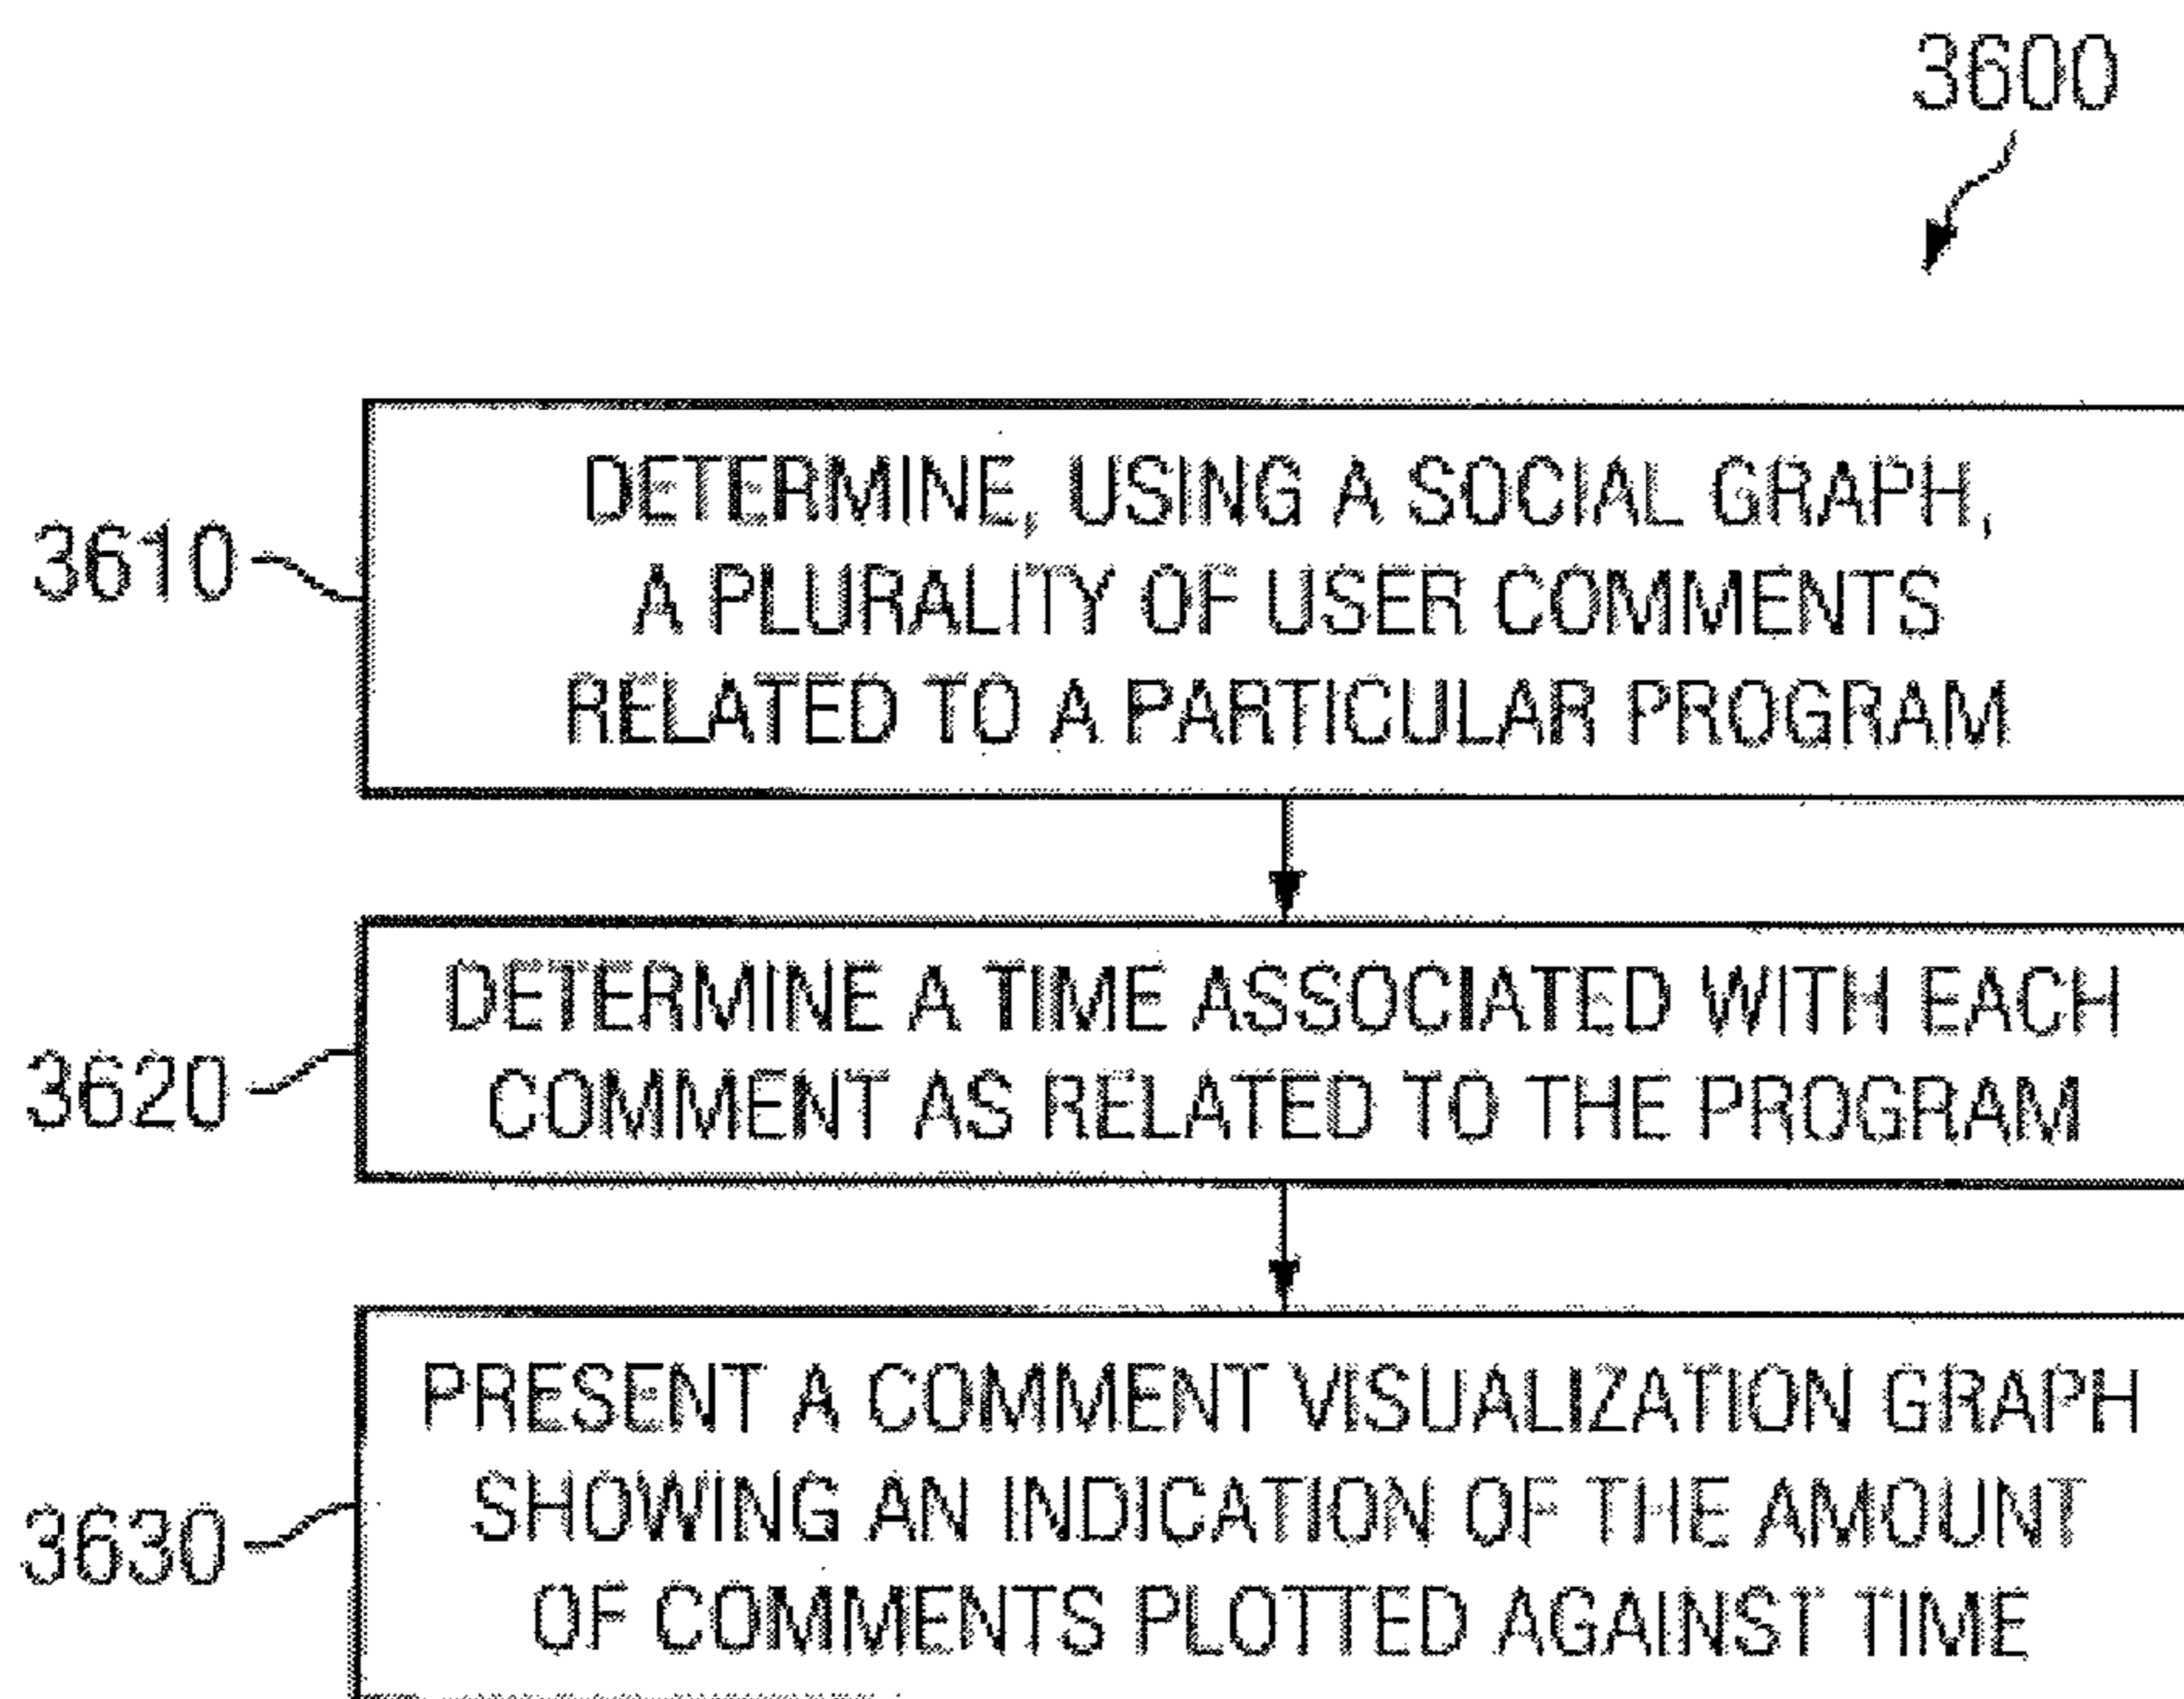 3600
3610
DETERMINE, USING A SOCIAL GRAPH,
A PLURALITY OF USER COMMENTS
RELATED TO A PARTICULAR PROGRAM
3620
DETERMINE A TIME ASSOCIATED WITH EACH
COMMENT AS RELATED TO THE PROGRAM
3630
PRESENT A COMMENT VISUALIZATION GRAPH
SHOWING AN INDICATION OF THE AMOUNT
OF COMMENTS PLOTTED AGAINST TIME